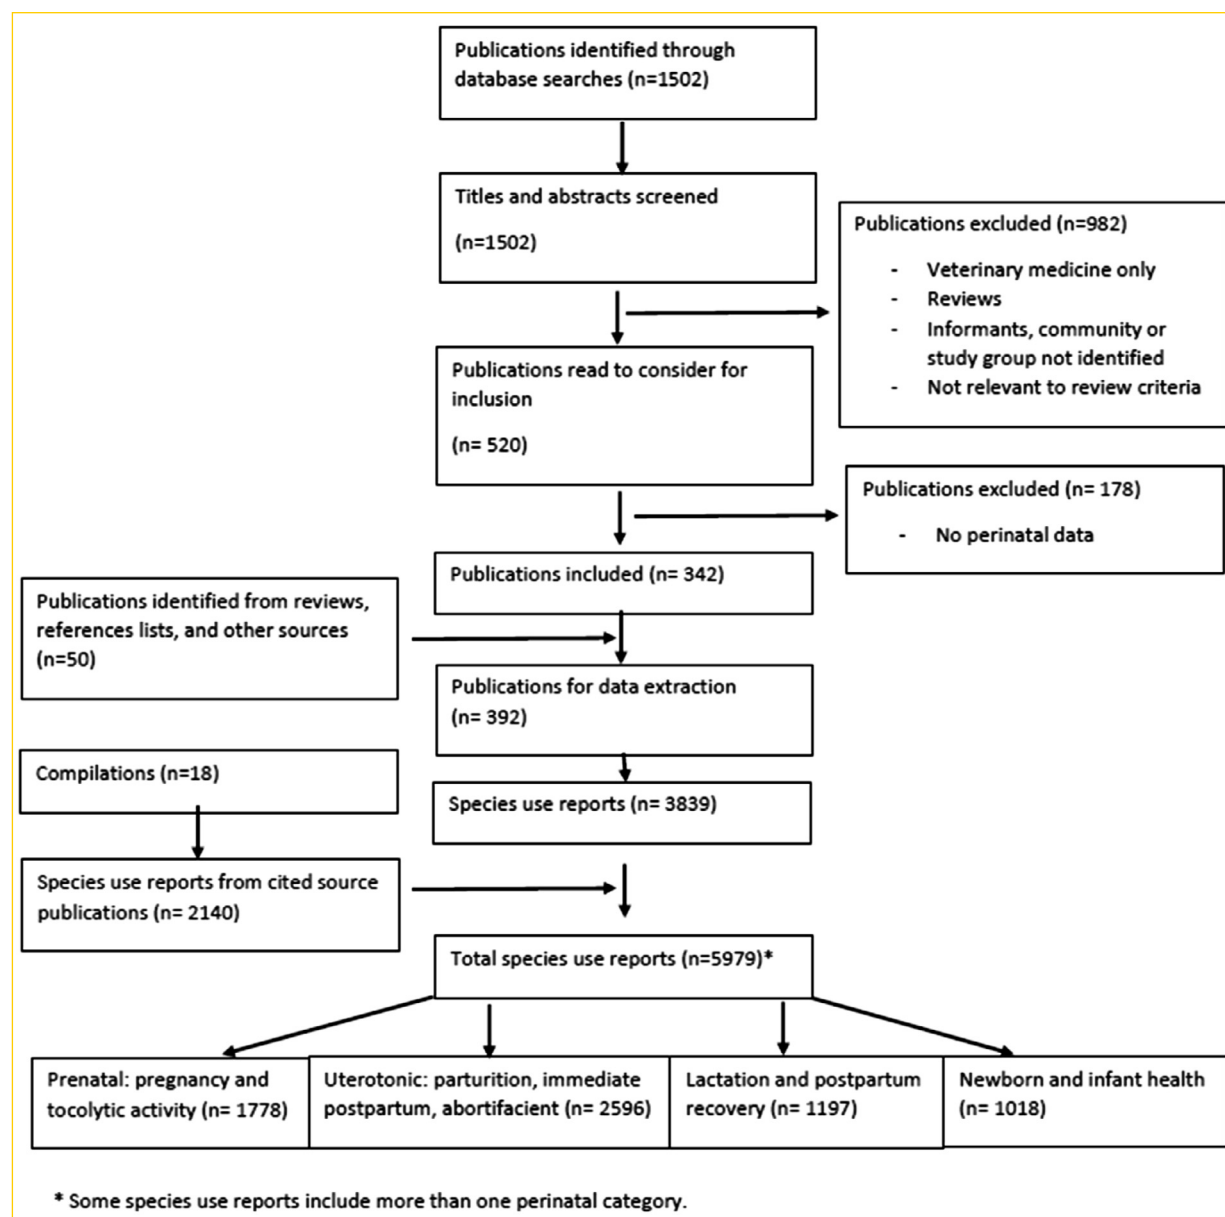 Publications identified through
database searches (n=1502)
Titles and abstracts screened
(n=1502)
Publications excluded (n=982)
- Veterinary medicine only
- Reviews
- Informants, community or
study group not identified
- Not relevant to review criteria
Publications read to consider for
inclusion
(n= 520)
Publications excluded (n= 178)
- No perinatal data
Publications included (n= 342)
Publications identified from reviews,
references lists, and other sources
(n=50)
Publications for data extraction
(n= 392)
Compilations (n=18)
Species use reports (n= 3839)
Species use reports from cited source
publications (n= 2140)
Total species use reports (n=5979)*
Prenatal: pregnancy and
tocolytic activity (n= 1778)
Uterotonic: parturition, immediate
postpartum, abortifacient (n= 2596)
Lactation and postpartum
recovery (n= 1197)
Newborn and infant health
(n= 1018)
* Some species use reports include more than one perinatal category.